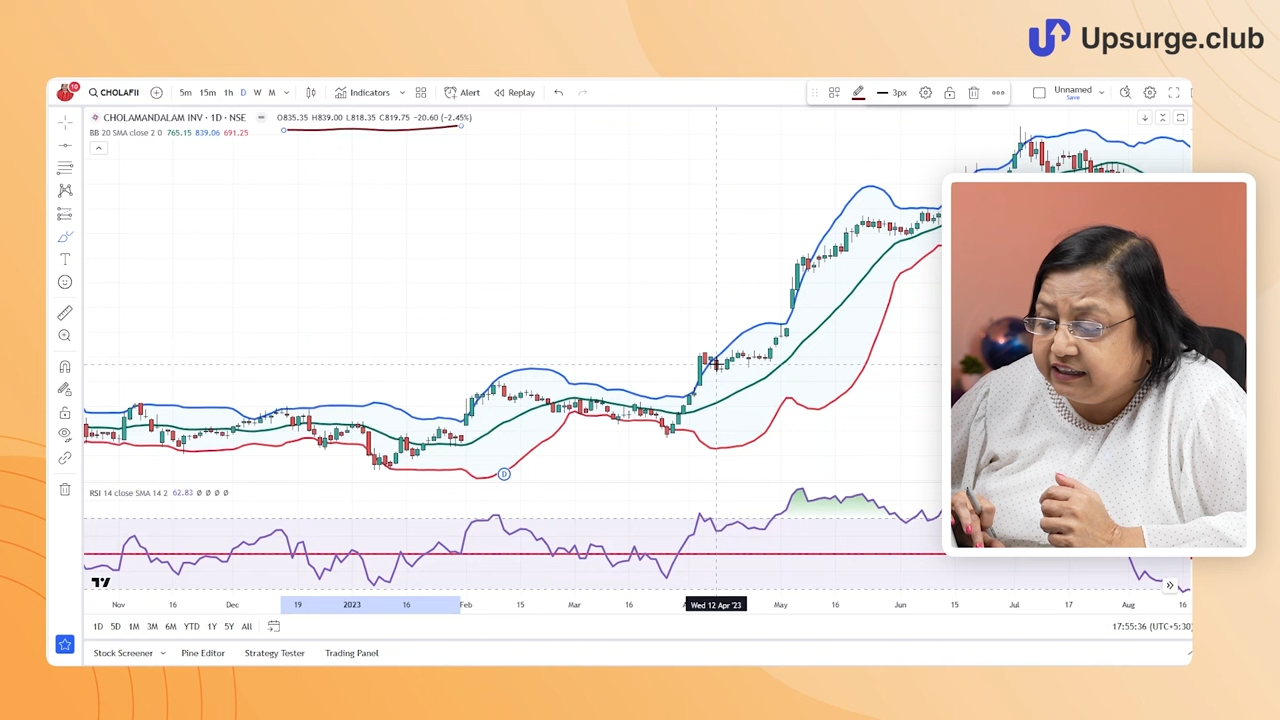 Upsurge.club
10
CHOLAFII
5m 15m 1h D W M
Indicators
Alert
Replay
3px
Unnamed
Save
CHOLAMANDALAM INV · 1D · NSE
O835.35 H839.00 L818.35 C819.75 −20.60 (−2.45%)
BB 20 SMA close 2 0 765.15 839.06 691.25
D
RSI 14 close SMA 14 2 62.83 Ø Ø Ø Ø
Nov 16 Dec 19 2023 16 Feb 15 Mar 16 Wed 12 Apr '23 May 16 Jun 15 Jul 17 Aug 16
1D 5D 1M 3M 6M YTD 1Y 5Y All
17:55:36 (UTC+5:30)
Stock Screener Pine Editor Strategy Tester Trading Panel